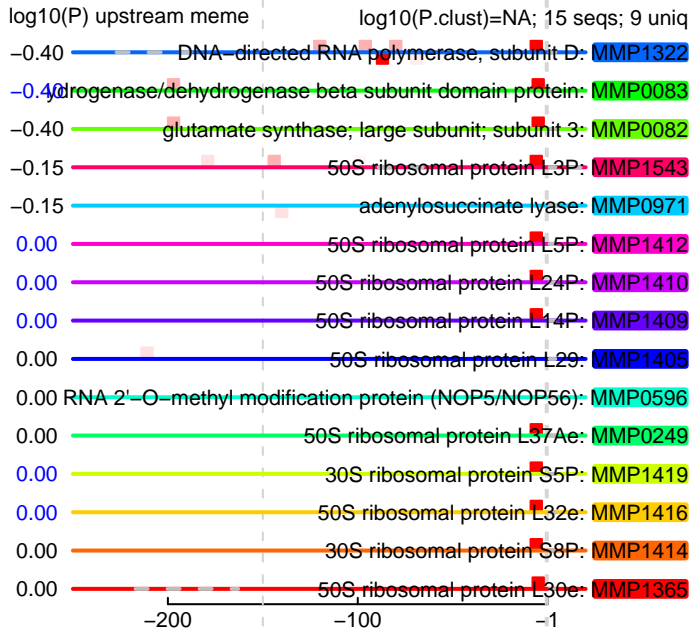 log10(P) upstream meme log10(P.clust)=NA; 15 seqs; 9 uniq
−0.40 DNA−directed RNA polymerase, subunit D: MMP1322
−0.40 ydrogenase/dehydrogenase beta subunit domain protein: MMP0083
−0.40 glutamate synthase; large subunit; subunit 3: MMP0082
−0.15 50S ribosomal protein L3P: MMP1543
−0.15 adenylosuccinate lyase: MMP0971
0.00 50S ribosomal protein L5P: MMP1412
0.00 50S ribosomal protein L24P: MMP1410
0.00 50S ribosomal protein L14P: MMP1409
0.00 50S ribosomal protein L29: MMP1405
0.00 RNA 2'−O−methyl modification protein (NOP5/NOP56): MMP0596
0.00 50S ribosomal protein L37Ae: MMP0249
0.00 30S ribosomal protein S5P: MMP1419
0.00 50S ribosomal protein L32e: MMP1416
0.00 30S ribosomal protein S8P: MMP1414
0.00 50S ribosomal protein L30e: MMP1365
−200 −100 −1